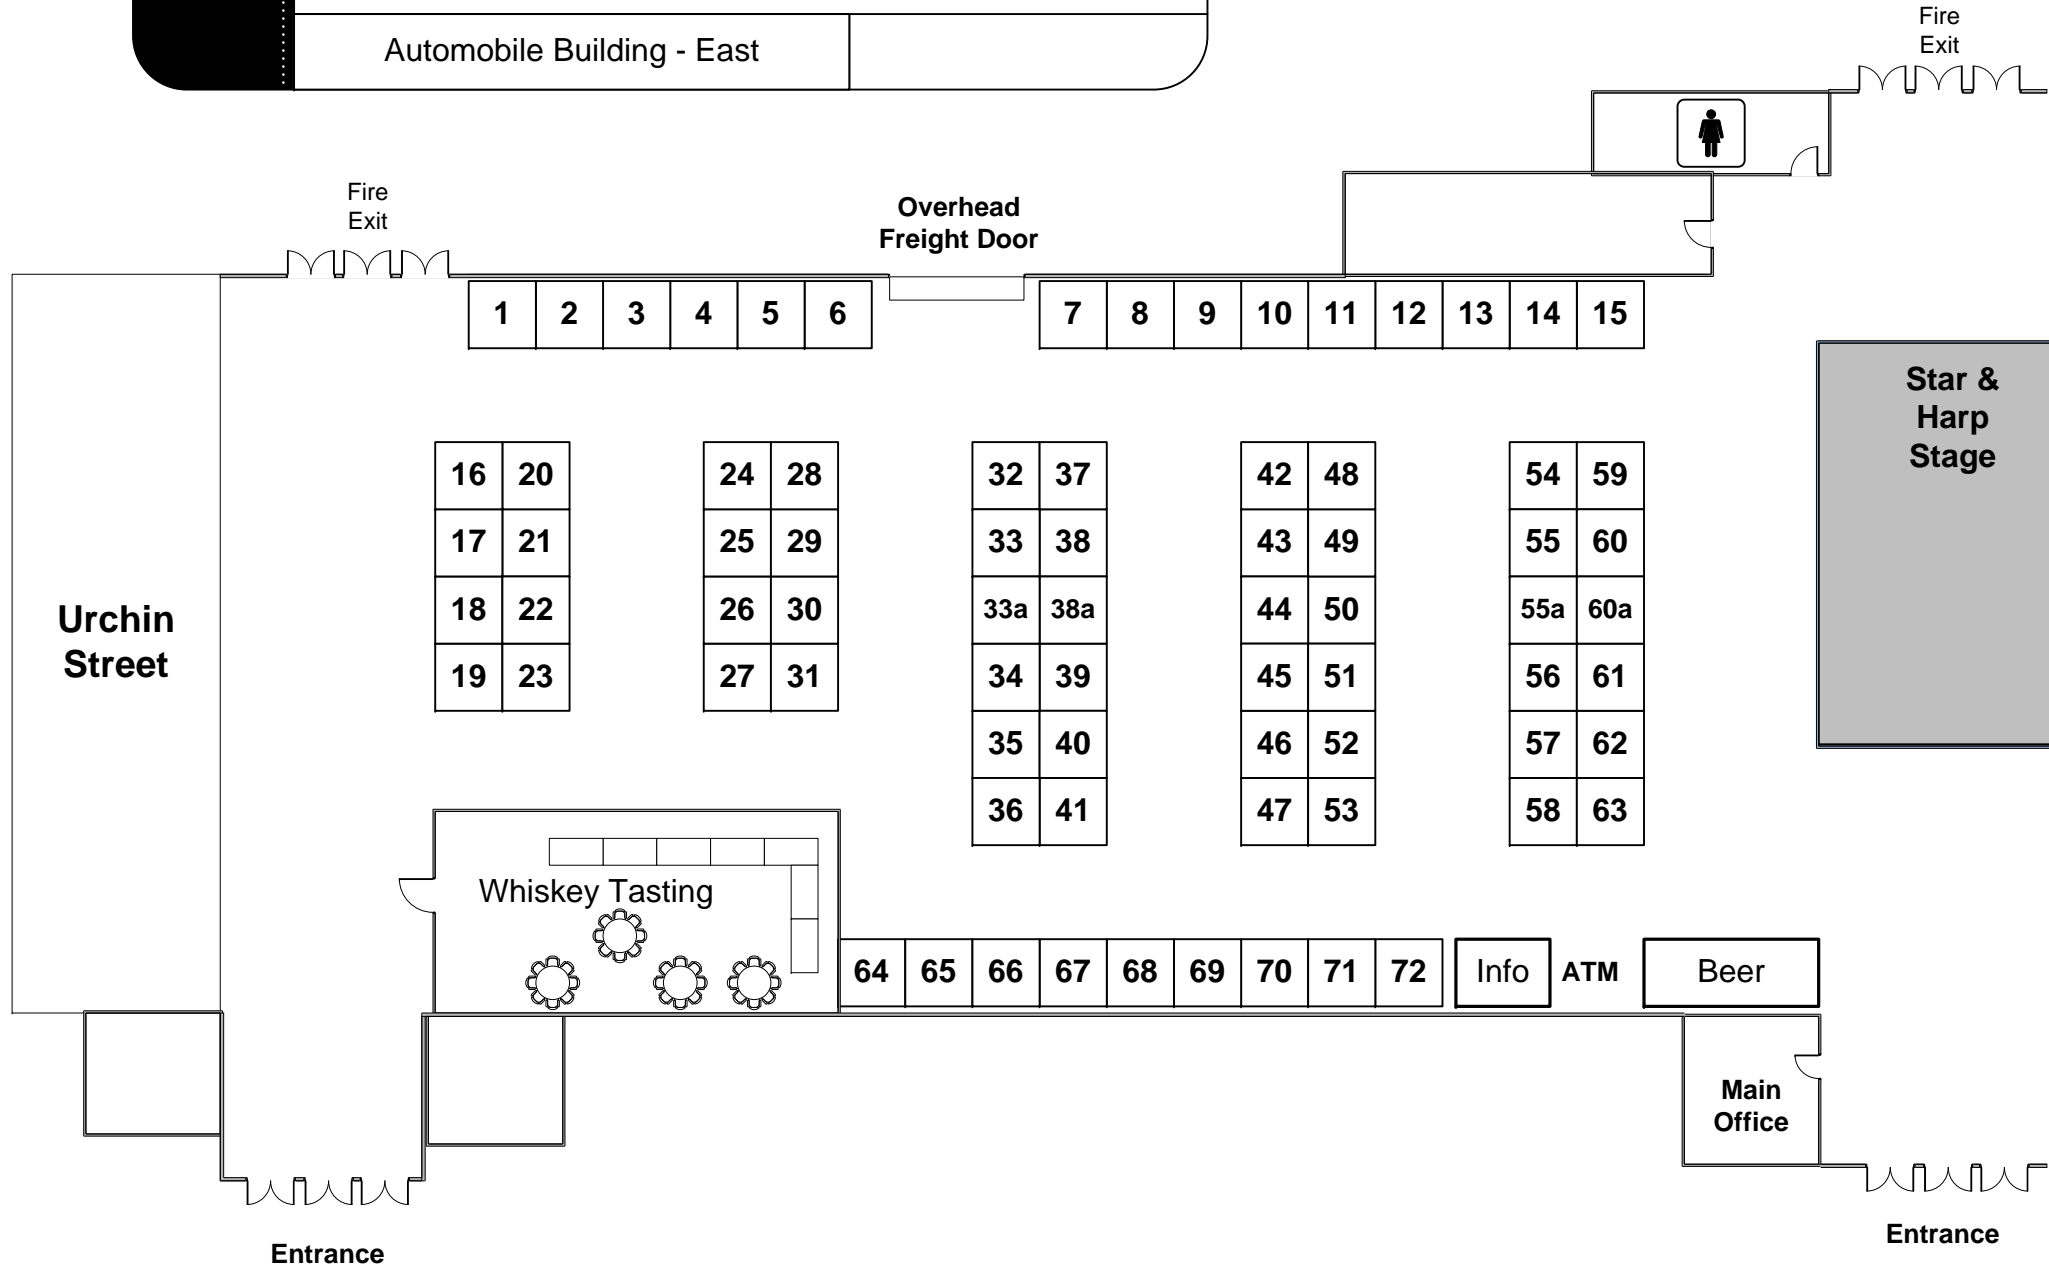 Automobile Building - East
Fire
Exit
Fire
Exit
Overhead
Freight Door
1 2 3 4 5 6 7 8 9 10 11 12 13 14 15
Star &
Harp
Stage
16 20 24 28 32 37 42 48 54 59
17 21 25 29 33 38 43 49 55 60
Urchin
Street
18 22 26 30 33a 38a 44 50 55a 60a
19 23 27 31 34 39 45 51 56 61
35 40 46 52 57 62
36 41 47 53 58 63
Whiskey Tasting
64 65 66 67 68 69 70 71 72 Info ATM Beer
Main
Office
Entrance
Entrance